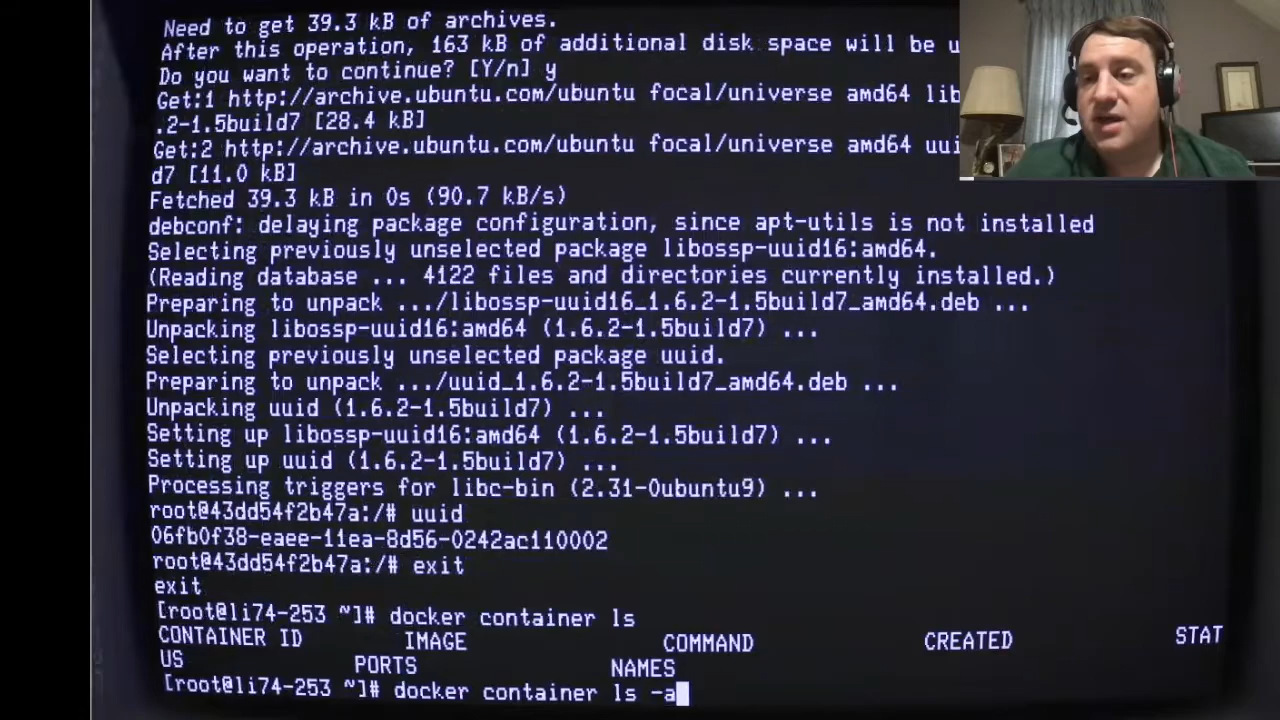 Need to get 39.3 kB of archives.
After this operation, 163 kB of additional disk space will be u
Do you want to continue? [Y/n] y
Get:1 http://archive.ubuntu.com/ubuntu focal/universe amd64 lib
.2-1.5build7 [28.4 kB]
Get:2 http://archive.ubuntu.com/ubuntu focal/universe amd64 uui
d7 [11.0 kB]
Fetched 39.3 kB in 0s (90.7 kB/s)
debconf: delaying package configuration, since apt-utils is not installed
Selecting previously unselected package libossp-uuid16:amd64.
(Reading database ... 4122 files and directories currently installed.)
Preparing to unpack .../libossp-uuid16_1.6.2-1.5build7_amd64.deb ...
Unpacking libossp-uuid16:amd64 (1.6.2-1.5build7) ...
Selecting previously unselected package uuid.
Preparing to unpack .../uuid_1.6.2-1.5build7_amd64.deb ...
Unpacking uuid (1.6.2-1.5build7) ...
Setting up libossp-uuid16:amd64 (1.6.2-1.5build7) ...
Setting up uuid (1.6.2-1.5build7) ...
Processing triggers for libc-bin (2.31-0ubuntu9) ...
root@43dd54f2b47a:/# uuid
06fb0f38-eaee-11ea-8d56-0242ac110002
root@43dd54f2b47a:/# exit
exit
[root@li74-253 ~]# docker container ls
CONTAINER ID IMAGE COMMAND CREATED STAT
US PORTS NAMES
[root@li74-253 ~]# docker container ls -a